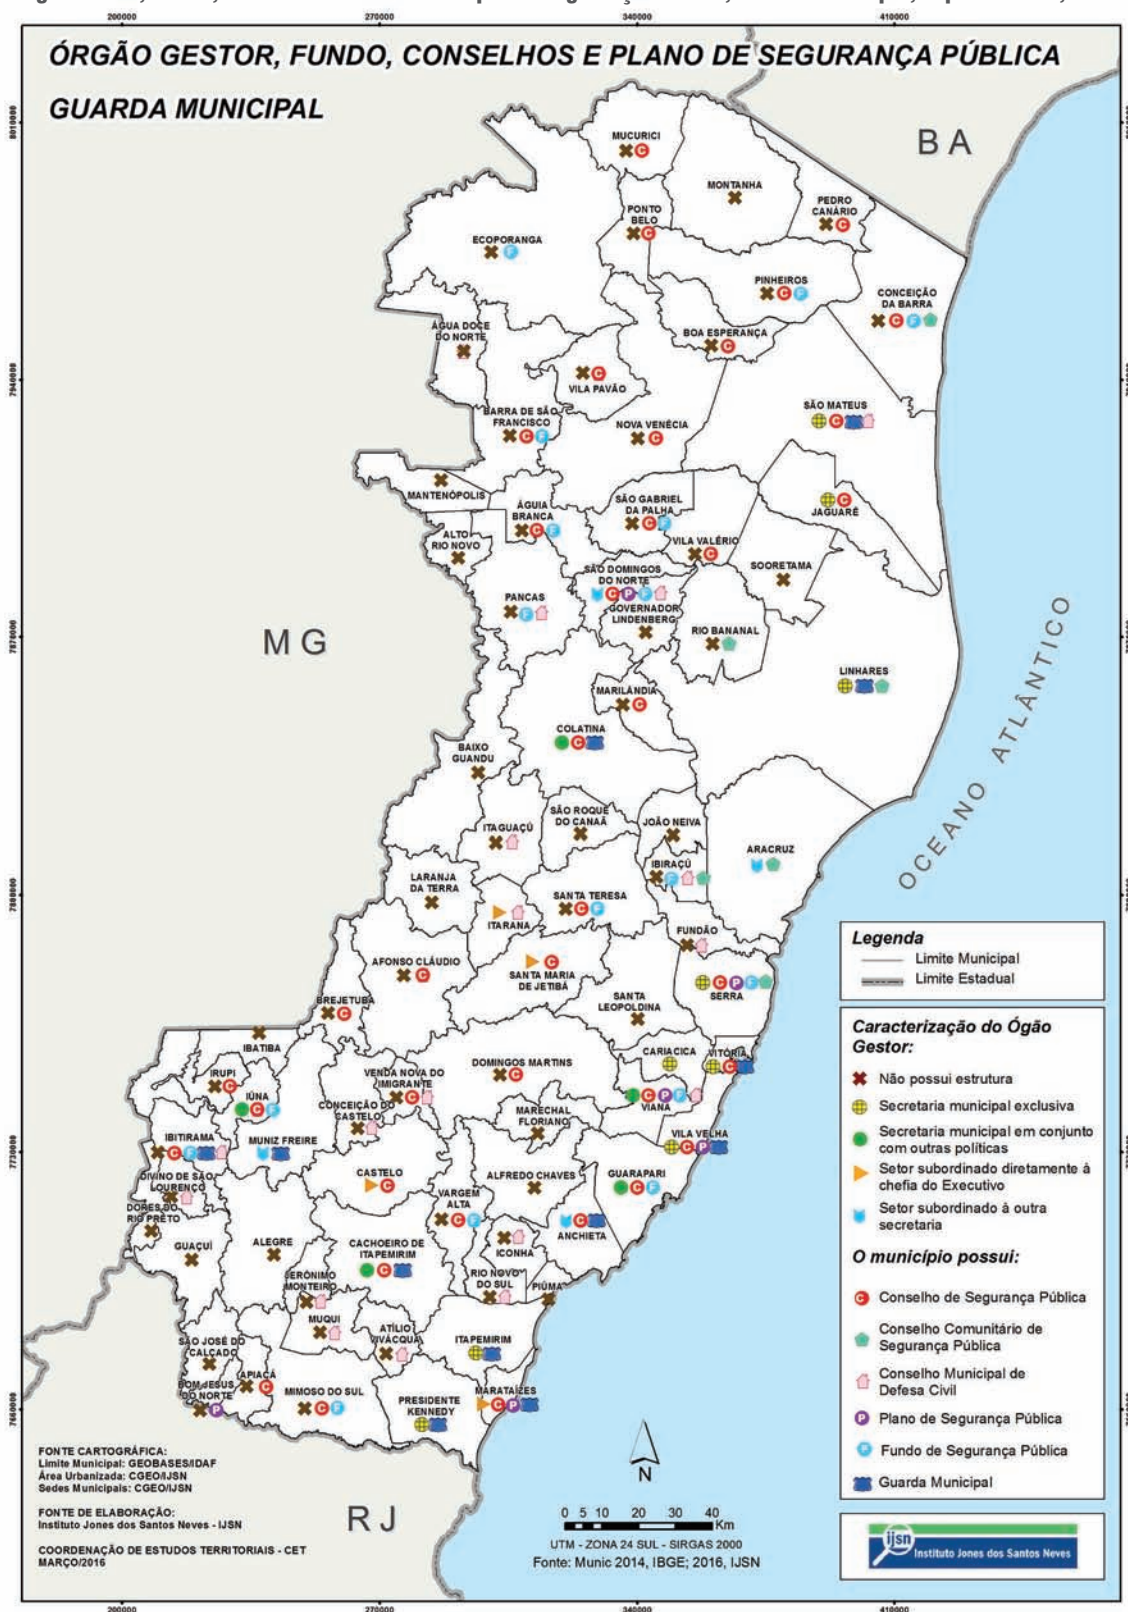 200000
270000
340000
410000
ÓRGÃO GESTOR, FUNDO, CONSELHOS E PLANO DE SEGURANÇA PÚBLICA
GUARDA MUNICIPAL
8010000
7940000
7870000
7800000
7730000
7660000
BA
MG
RJ
OCEANO ATLÂNTICO
MUCURICI
MONTANHA
PEDRO
CANÁRIO
PONTO
BELO
ECOPORANGA
PINHEIROS
CONCEIÇÃO
DA BARRA
ÁGUA DOCE
DO NORTE
BOA ESPERANÇA
VILA PAVÃO
BARRA DE SÃO
FRANCISCO
NOVA VENÉCIA
SÃO MATEUS
MANTENÓPOLIS
ÁGUIA
BRANCA
SÃO GABRIEL
DA PALHA
JAGUARÉ
ALTO
RIO NOVO
VILA VALÉRIO
SOORETAMA
SÃO DOMINGOS
DO NORTE
PANCAS
GOVERNADOR
LINDENBERG
RIO BANANAL
LINHARES
MARILÂNDIA
COLATINA
BAIXO
GUANDU
ITAGUAÇÚ
SÃO ROQUE
DO CANAÃ
JOÃO NEIVA
ARACRUZ
IBIRAÇÚ
LARANJA
DA TERRA
SANTA TERESA
ITARANA
FUNDÃO
AFONSO CLÁUDIO
SANTA MARIA
DE JETIBÁ
SERRA
BREJETUBA
SANTA
LEOPOLDINA
IBATIBA
CARIACICA
VITÓRIA
IRUPI
VENDA NOVA DO
IMIGRANTE
DOMINGOS MARTINS
IÚNA
CONCEIÇÃO DO
CASTELO
VIANA
MARECHAL
FLORIANO
IBITIRAMA
MUNIZ FREIRE
VILA VELHA
DIVINO DE SÃO
LOURENÇO
CASTELO
ALFREDO CHAVES
GUARAPARI
VARGEM
ALTA
DORES DO
RIO PRETO
ANCHIETA
GUAÇUÍ
ALEGRE
CACHOEIRO DE
ITAPEMIRIM
ICONHA
JERÔNIMO
MONTEIRO
RIO NOVO
DO SUL
PIÚMA
MUQUI
ATÍLIO
VIVÁCQUA
ITAPEMIRIM
SÃO JOSÉ DO
CALÇADO
APIACÁ
BOM JESUS
DO NORTE
MIMOSO DO SUL
PRESIDENTE
KENNEDY
MARATAÍZES
Legenda
Limite Municipal
Limite Estadual
Caracterização do Ógão
Gestor:
Não possui estrutura
Secretaria municipal exclusiva
Secretaria municipal em conjunto
com outras políticas
Setor subordinado diretamente à
chefia do Executivo
Setor subordinado à outra
secretaria
O município possui:
C Conselho de Segurança Pública
Conselho Comunitário de
Segurança Pública
Conselho Municipal de
Defesa Civil
P Plano de Segurança Pública
F Fundo de Segurança Pública
Guarda Municipal
FONTE CARTOGRÁFICA:
Limite Municipal: GEOBASES/IDAF
Área Urbanizada: CGEO/IJSN
Sedes Municipais: CGEO/IJSN
FONTE DE ELABORAÇÃO:
Instituto Jones dos Santos Neves - IJSN
COORDENAÇÃO DE ESTUDOS TERRITORIAIS - CET
MARÇO/2016
N
0 5 10 20 30 40
Km
UTM - ZONA 24 SUL - SIRGAS 2000
Fonte: Munic 2014, IBGE; 2016, IJSN
ijsn
Instituto Jones dos Santos Neves
200000
270000
340000
410000